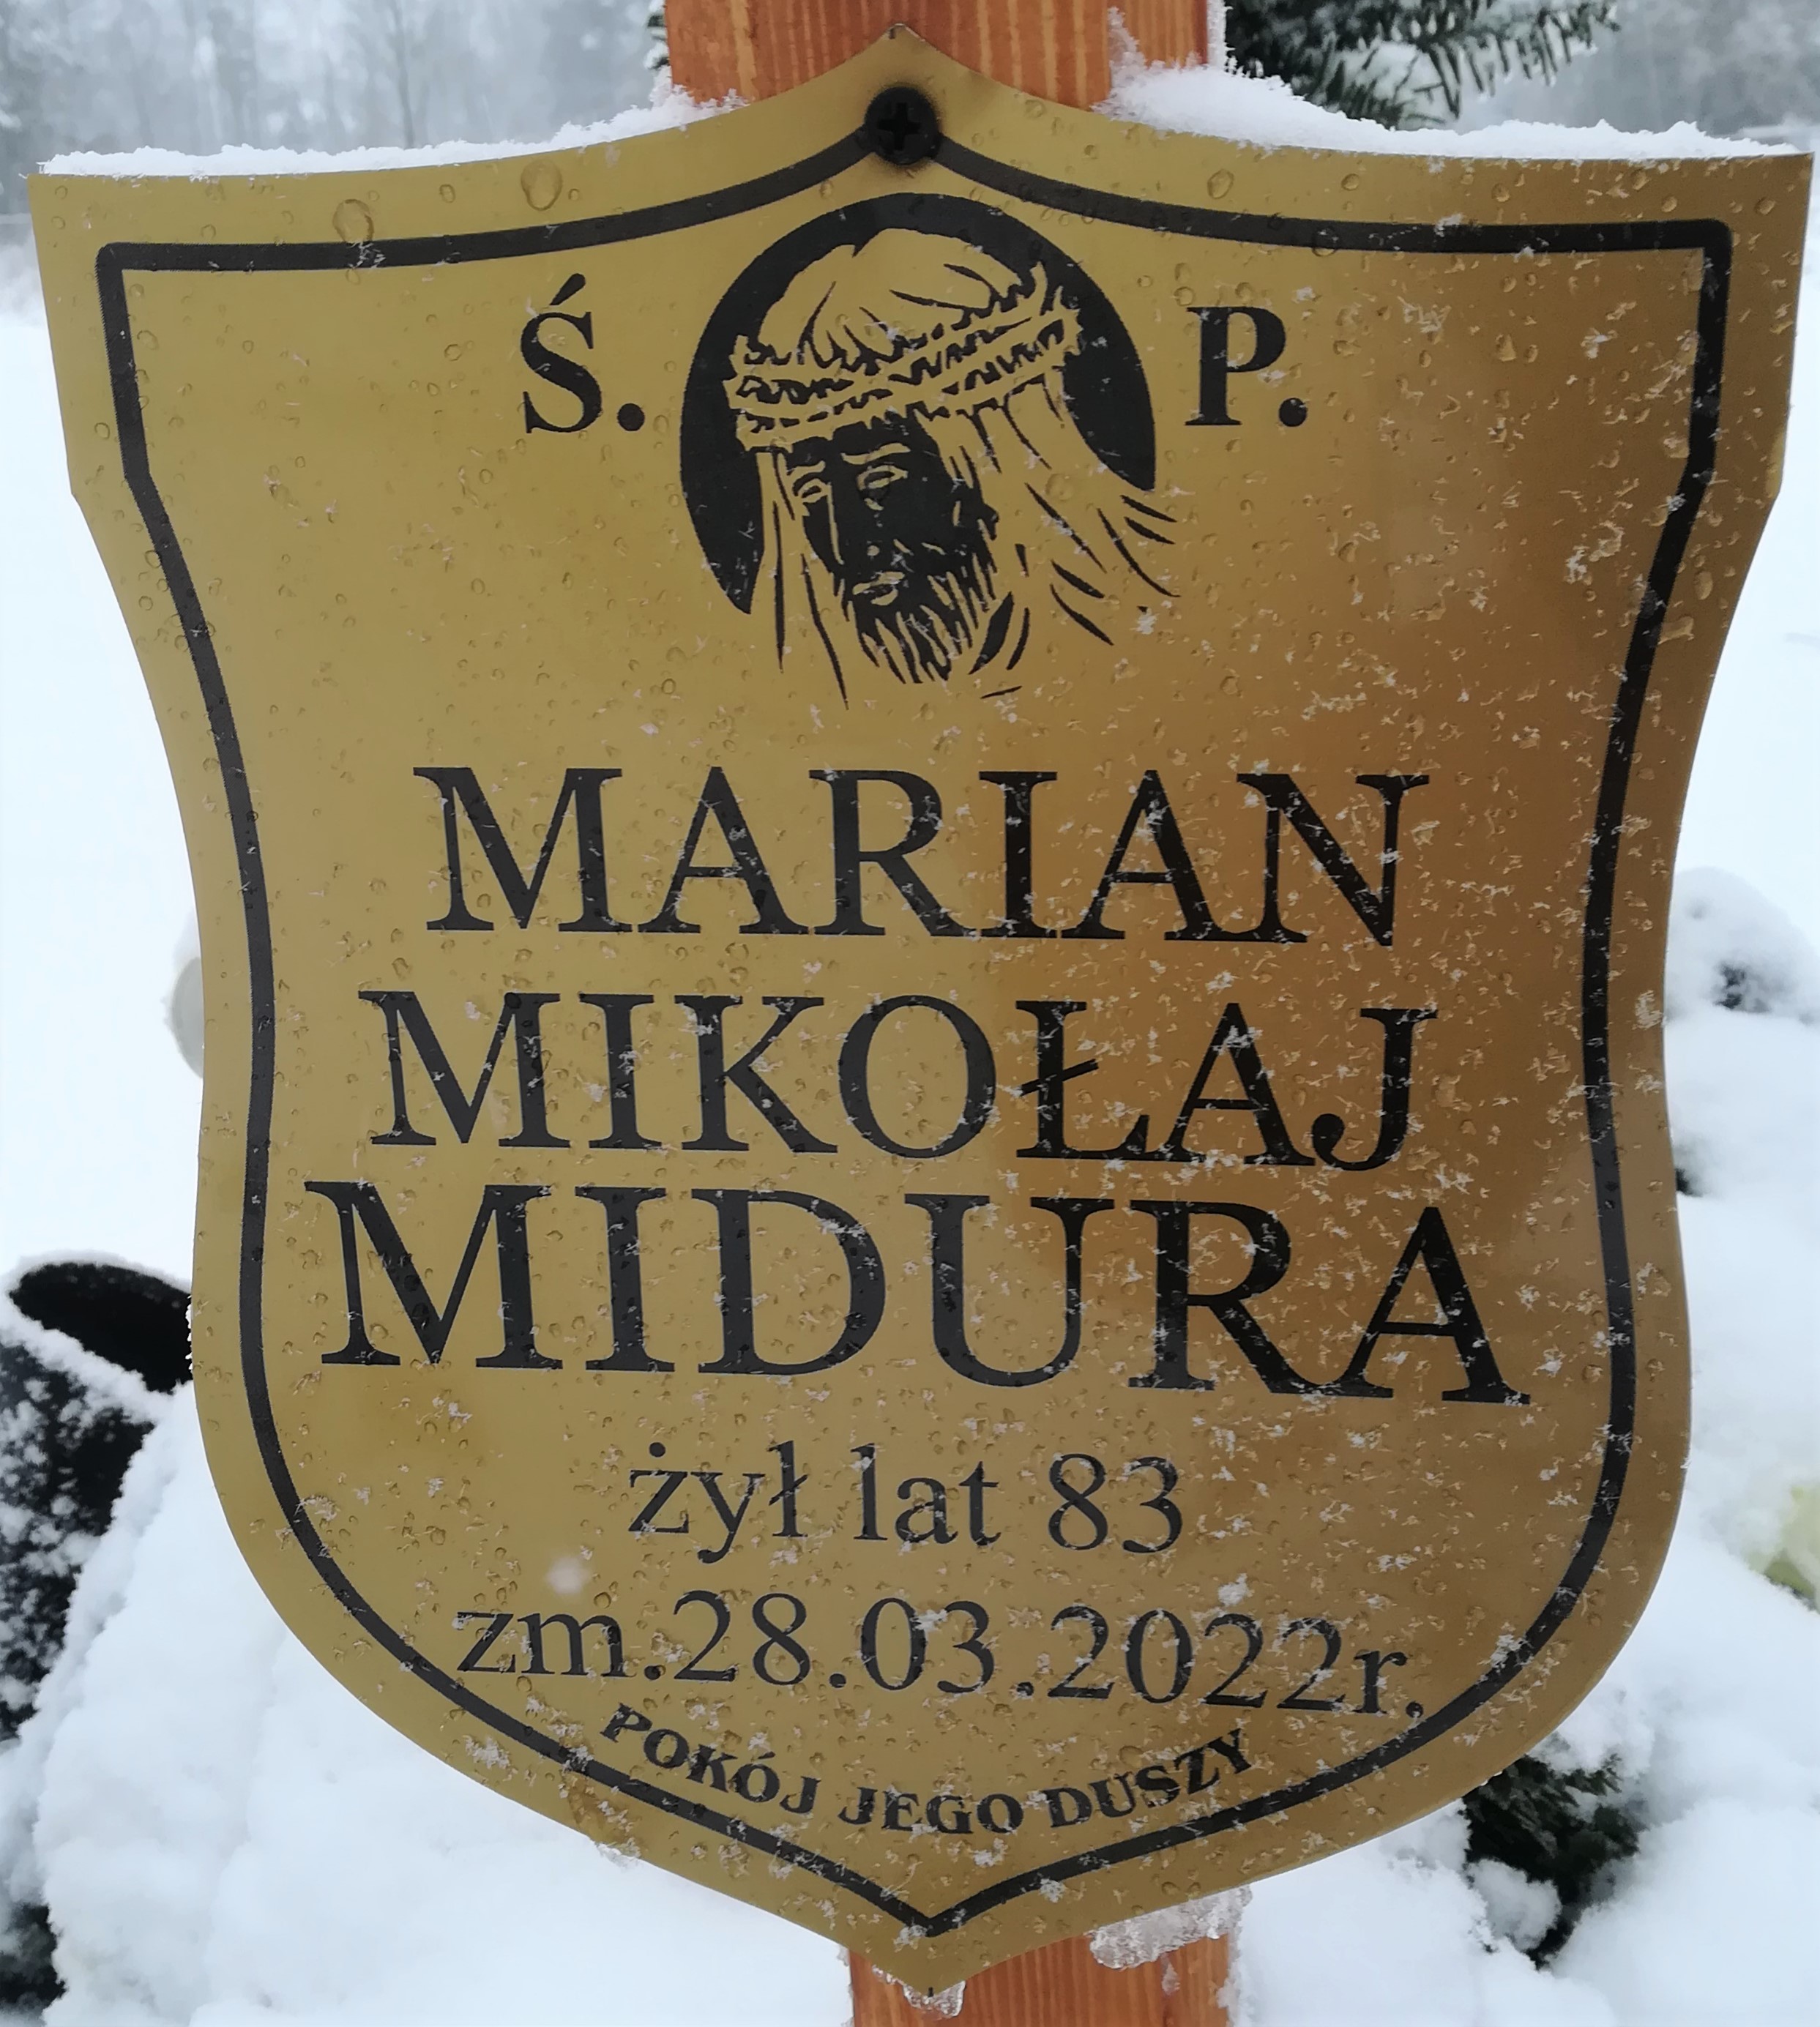 Ś. P.
MARIAN
MIKOŁAJ
MIDURA
żył lat 83
zm.28.03.2022r.
POKÓJ JEGO DUSZY